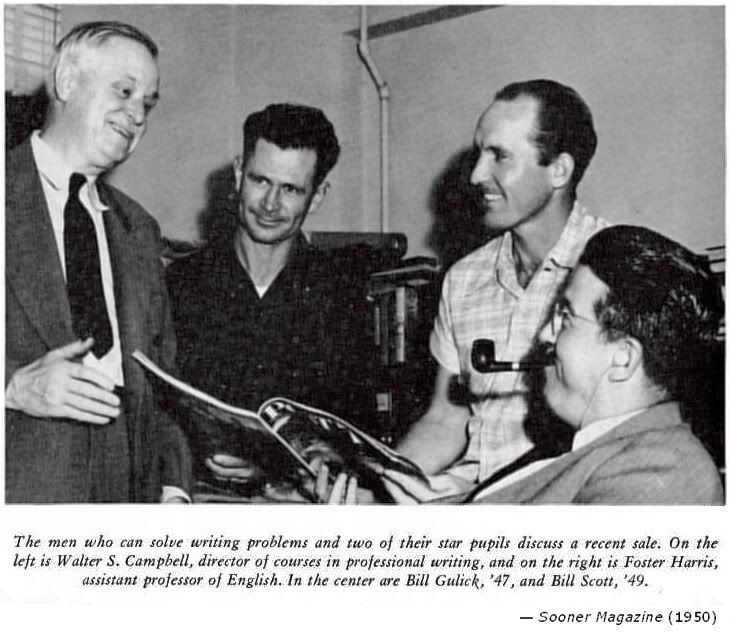 The men who can solve writing problems and two of their star pupils discuss a recent sale. On the
left is Walter S. Campbell, director of courses in professional writing, and on the right is Foster Harris,
assistant professor of English. In the center are Bill Gulick, '47, and Bill Scott, '49.
— Sooner Magazine (1950)